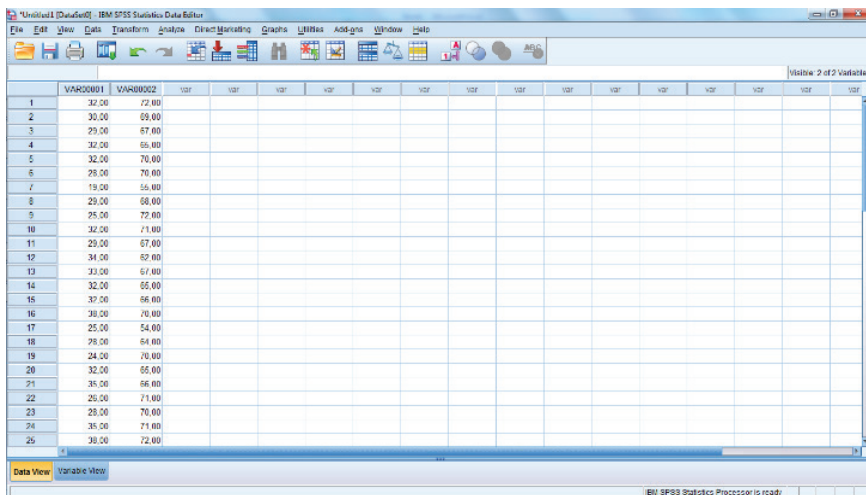 *Untitled1 [DataSet0] - IBM SPSS Statistics Data Editor
File Edit View Data Transform Analyze Direct Marketing Graphs Utilities Add-ons Window Help
Visible: 2 of 2 Variable
VAR00001 VAR00002 var var var var var var var var var var var var
1 32,00 72,00
2 30,00 69,00
3 29,00 67,00
4 32,00 65,00
5 32,00 70,00
6 28,00 70,00
7 19,00 55,00
8 29,00 68,00
9 25,00 72,00
10 32,00 71,00
11 29,00 67,00
12 34,00 62,00
13 33,00 67,00
14 32,00 65,00
15 32,00 66,00
16 38,00 70,00
17 25,00 54,00
18 28,00 64,00
19 24,00 70,00
20 32,00 65,00
21 35,00 66,00
22 26,00 71,00
23 28,00 70,00
24 35,00 71,00
25 38,00 72,00
Data View Variable View
IBM SPSS Statistics Processor is ready